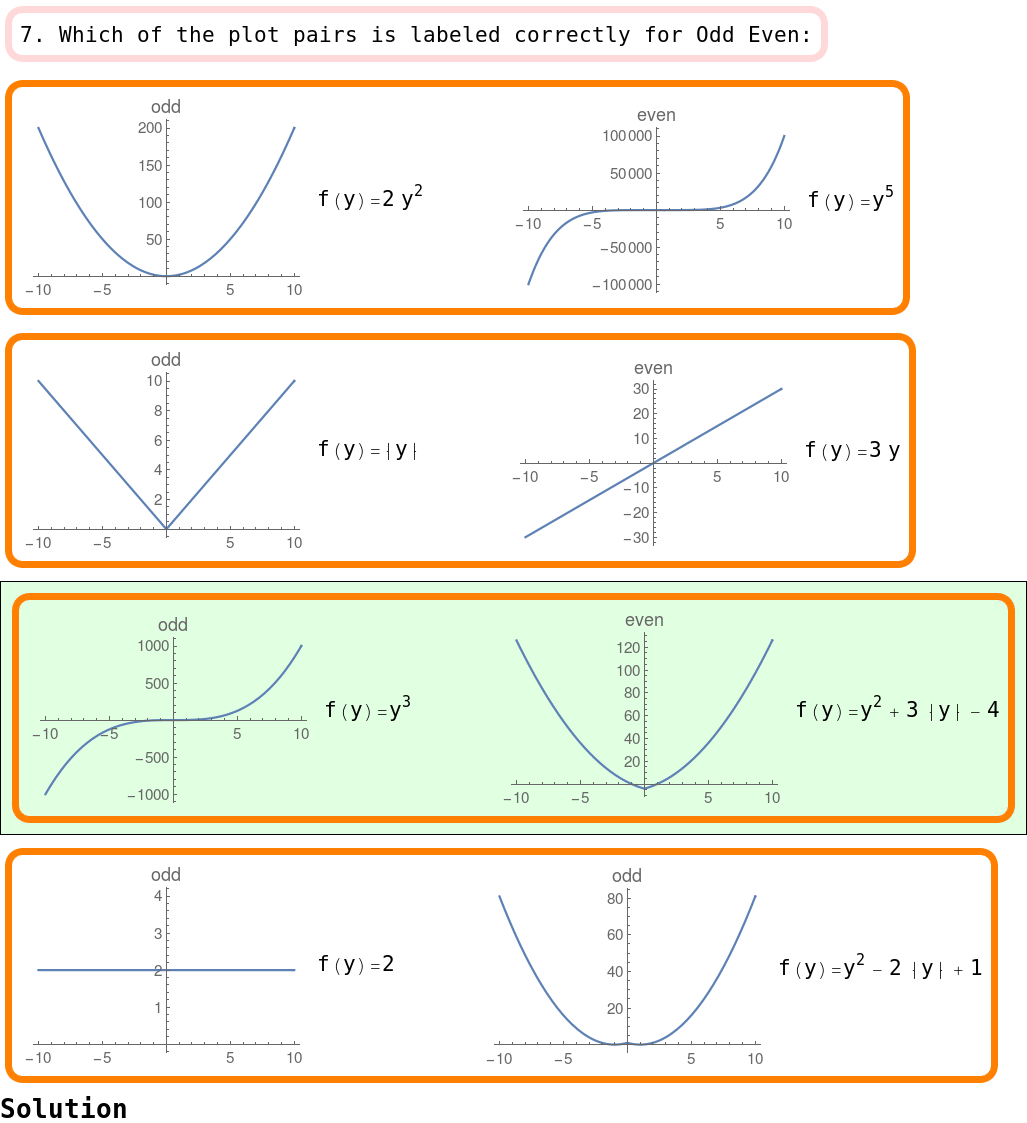 7. Which of the plot pairs is labeled correctly for Odd Even:
odd
200
150
100
50
−10 −5 5 10
f(y)=2 y²
even
100 000
50 000
−10 −5 5 10
−50 000
−100 000
f(y)=y⁵
odd
10
8
6
4
2
−10 −5 5 10
f(y)=|y|
even
30
20
10
−10 −5 5 10
−10
−20
−30
f(y)=3 y
odd
1000
500
−10 −5 5 10
−500
−1000
f(y)=y³
even
120
100
80
60
40
20
−10 −5 5 10
f(y)=y² + 3 |y| − 4
odd
4
3
2
1
−10 −5 5 10
f(y)=2
odd
80
60
40
20
−10 −5 5 10
f(y)=y² − 2 |y| + 1
Solution